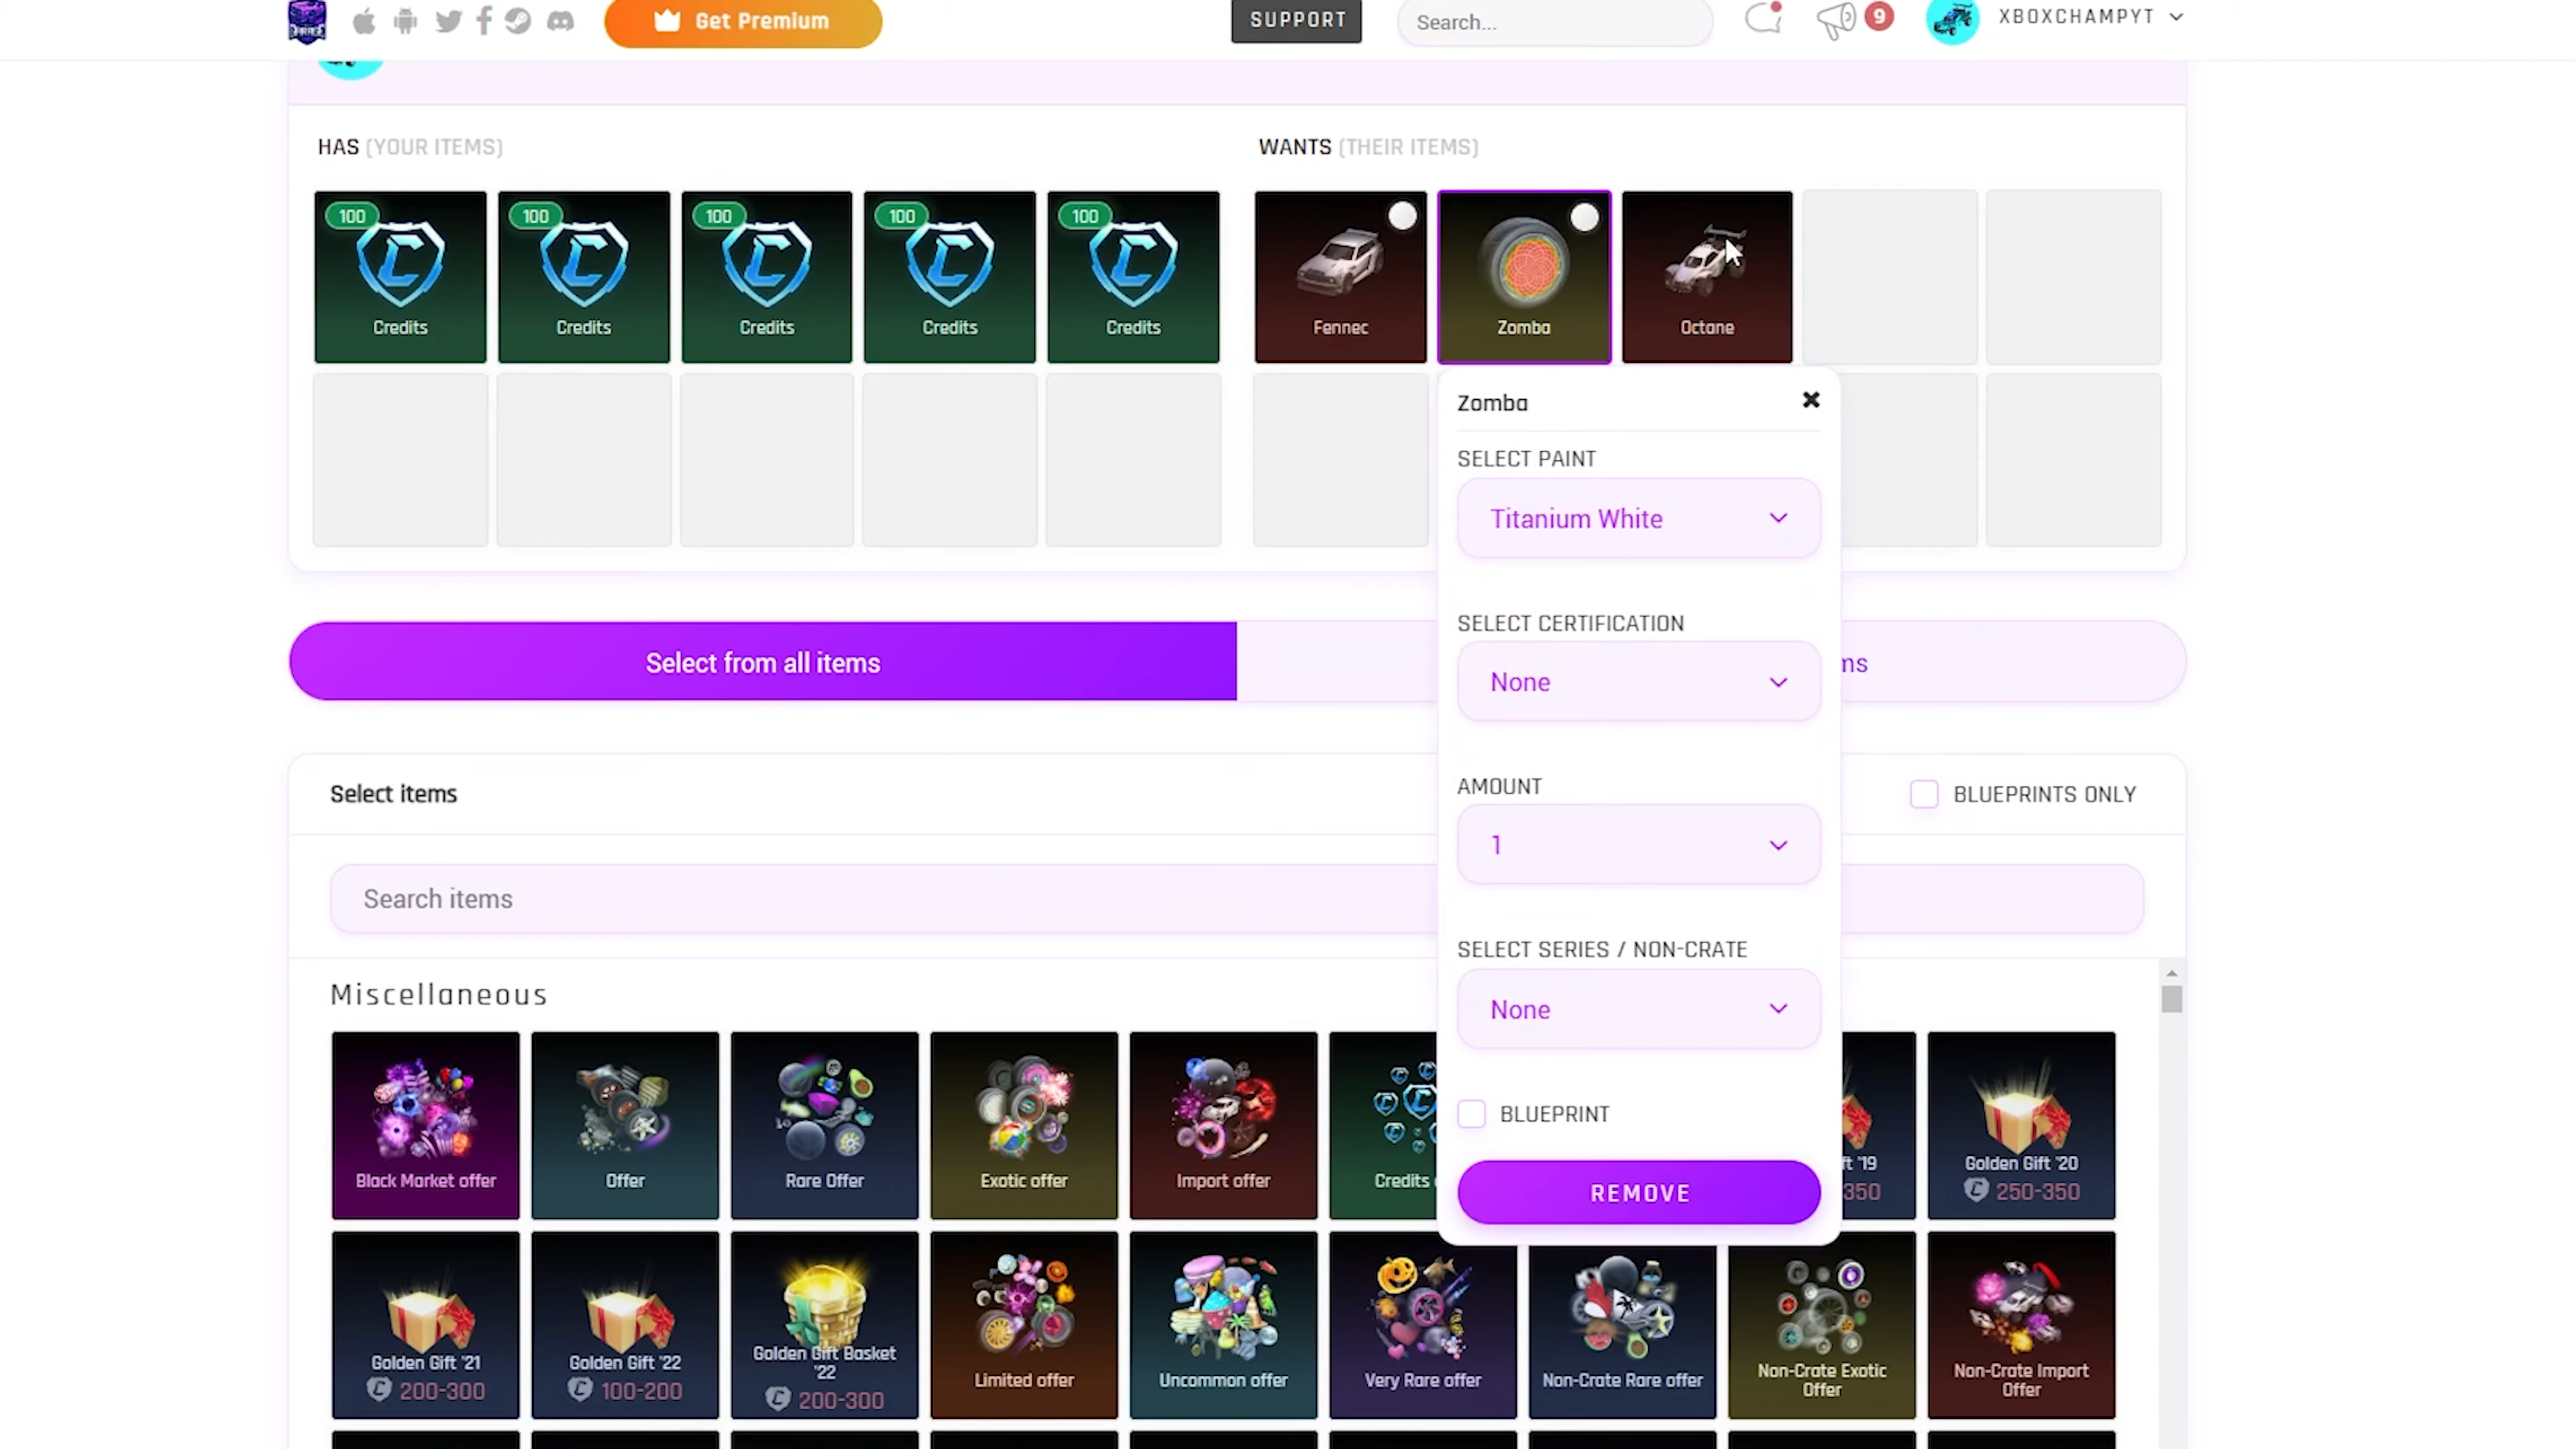 GARAGE
Get Premium
SUPPORT
Search...
9
XBOXCHAMPYT
HAS (YOUR ITEMS)
WANTS (THEIR ITEMS)
100
100
100
100
100
Credits
Credits
Credits
Credits
Credits
Fennec
Zomba
Octane
Zomba
SELECT PAINT
Titanium White
SELECT CERTIFICATION
None
AMOUNT
1
SELECT SERIES / NON-CRATE
None
BLUEPRINT
REMOVE
Select from all items
ms
Select items
BLUEPRINTS ONLY
Search items
Miscellaneous
Black Market offer
Offer
Rare Offer
Exotic offer
Import offer
Credits
ft '19
350
Golden Gift '20
250-350
Golden Gift '21
200-300
Golden Gift '22
100-200
Golden Gift Basket
'22
200-300
Limited offer
Uncommon offer
Very Rare offer
Non-Crate Rare offer
Non-Crate Exotic
Offer
Non-Crate Import
Offer